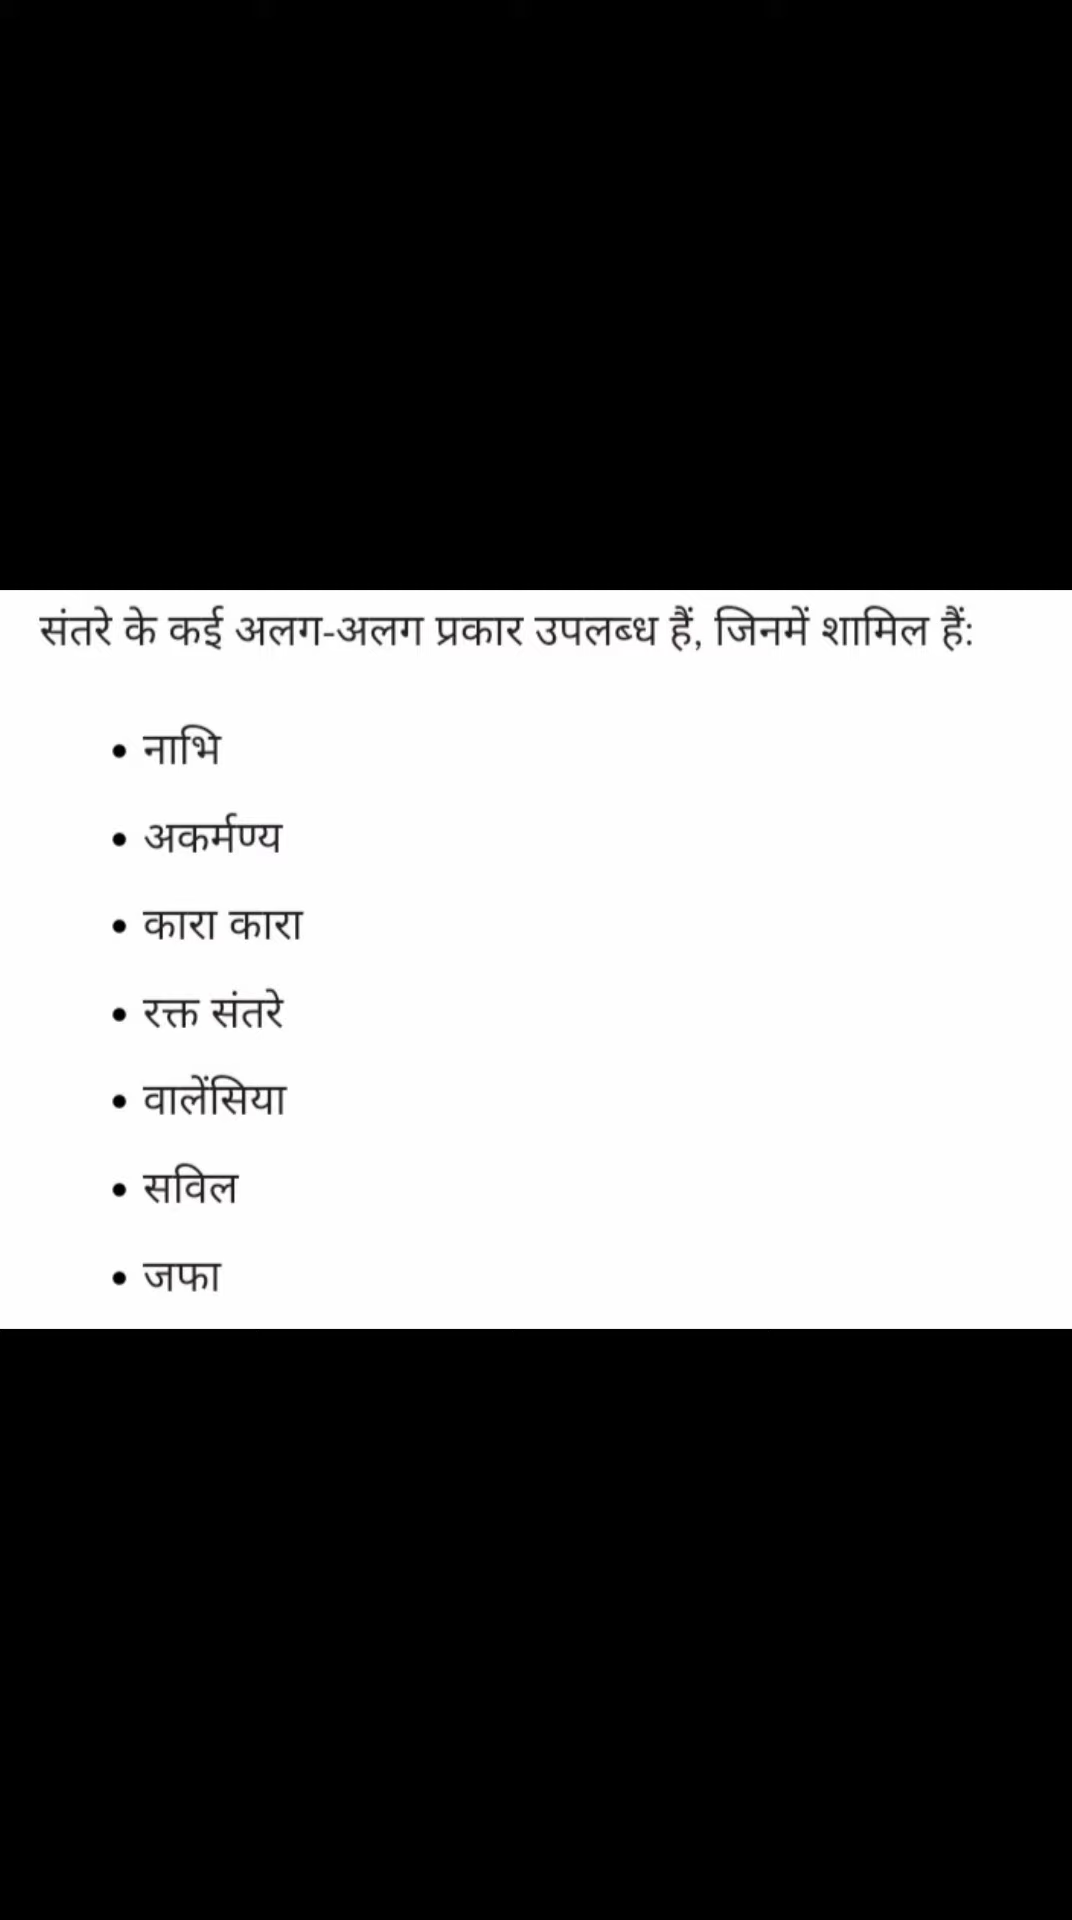 संतरे के कई अलग-अलग प्रकार उपलब्ध हैं, जिनमें शामिल हैं:
• नाभि
• अकर्मण्य
• कारा कारा
• रक्त संतरे
• वालेंसिया
• सविल
• जफा